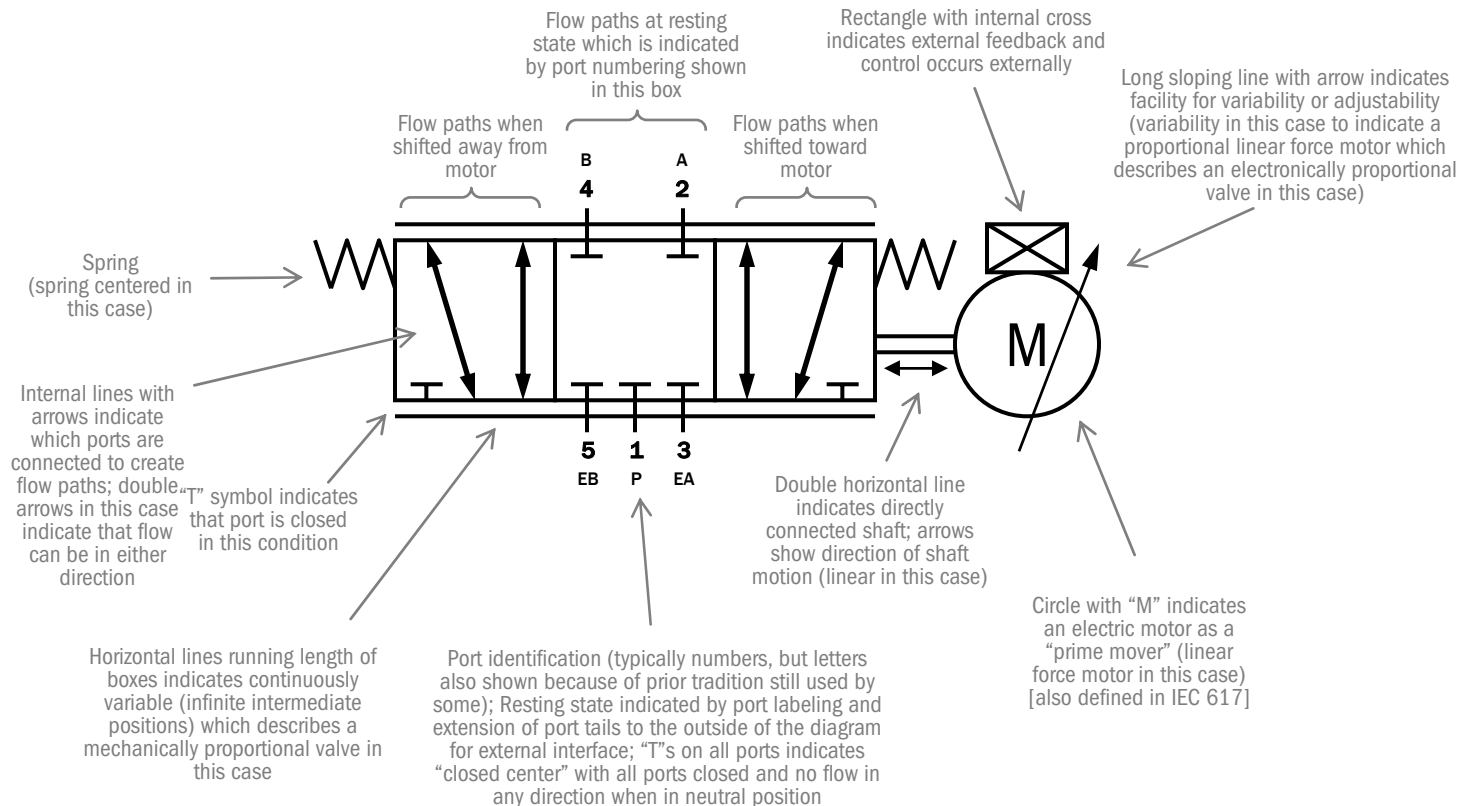 Flow paths at resting
state which is indicated
by port numbering shown
in this box
Rectangle with internal cross
indicates external feedback and
control occurs externally
Long sloping line with arrow indicates
facility for variability or adjustability
(variability in this case to indicate a
proportional linear force motor which
describes an electronically proportional
valve in this case)
Flow paths when
shifted away from
motor
Flow paths when
shifted toward
motor
B
A
4
2
Spring
(spring centered in
this case)
M
Internal lines with
arrows indicate
which ports are
connected to create
flow paths; double
arrows in this case
indicate that flow
can be in either
direction
"T" symbol indicates
that port is closed
in this condition
5 1 3
EB P EA
Double horizontal line
indicates directly
connected shaft; arrows
show direction of shaft
motion (linear in this case)
Circle with "M" indicates
an electric motor as a
"prime mover" (linear
force motor in this case)
[also defined in IEC 617]
Horizontal lines running length of
boxes indicates continuously
variable (infinite intermediate
positions) which describes a
mechanically proportional valve in
this case
Port identification (typically numbers, but letters
also shown because of prior tradition still used by
some); Resting state indicated by port labeling and
extension of port tails to the outside of the diagram
for external interface; "T"s on all ports indicates
"closed center" with all ports closed and no flow in
any direction when in neutral position